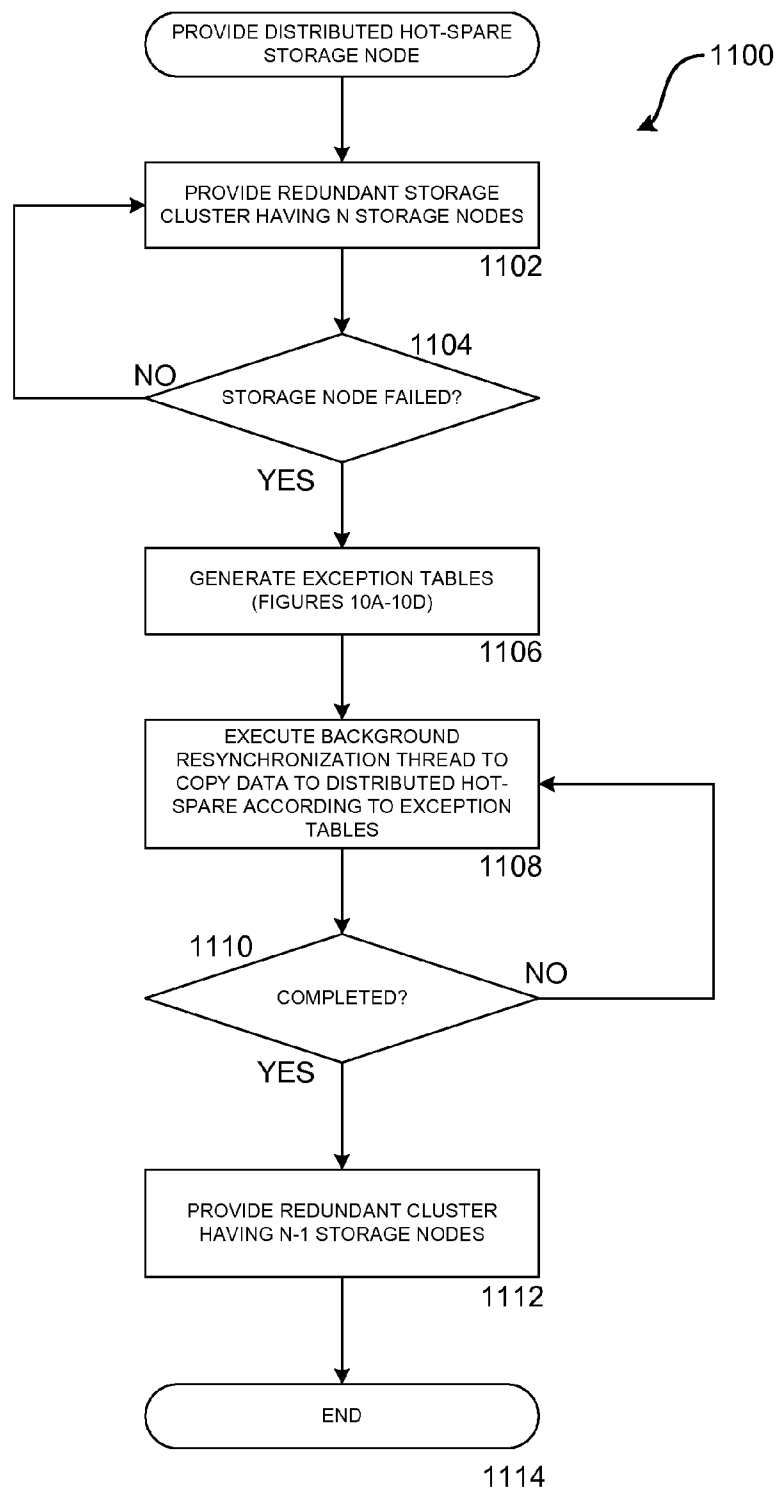 PROVIDE DISTRIBUTED HOT-SPARE
STORAGE NODE
1100
PROVIDE REDUNDANT STORAGE
CLUSTER HAVING N STORAGE NODES
1102
1104
NO
STORAGE NODE FAILED?
YES
GENERATE EXCEPTION TABLES
(FIGURES 10A-10D)
1106
EXECUTE BACKGROUND
RESYNCHRONIZATION THREAD TO
COPY DATA TO DISTRIBUTED HOT-
SPARE ACCORDING TO EXCEPTION
TABLES
1108
1110
NO
COMPLETED?
YES
PROVIDE REDUNDANT CLUSTER
HAVING N-1 STORAGE NODES
1112
END
1114